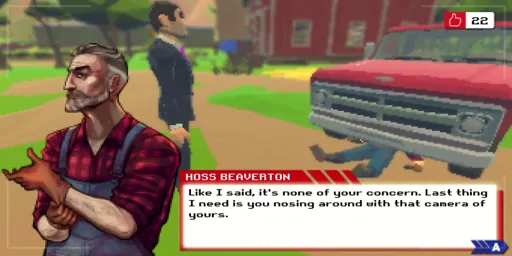 22
HOSS BEAVERTON
Like I said, it's none of your concern. Last thing
I need is you nosing around with that camera of
yours.
A